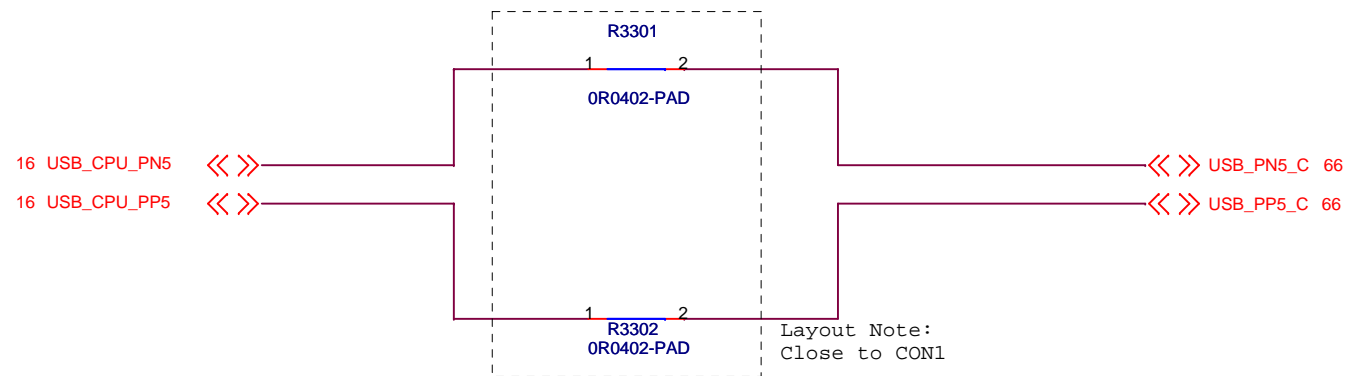 R3301
1 2
0R0402-PAD
16 USB_CPU_PN5
USB_PN5_C 66
16 USB_CPU_PP5
USB_PP5_C 66
1 2
R3302
0R0402-PAD
Layout Note:
Close to CON1